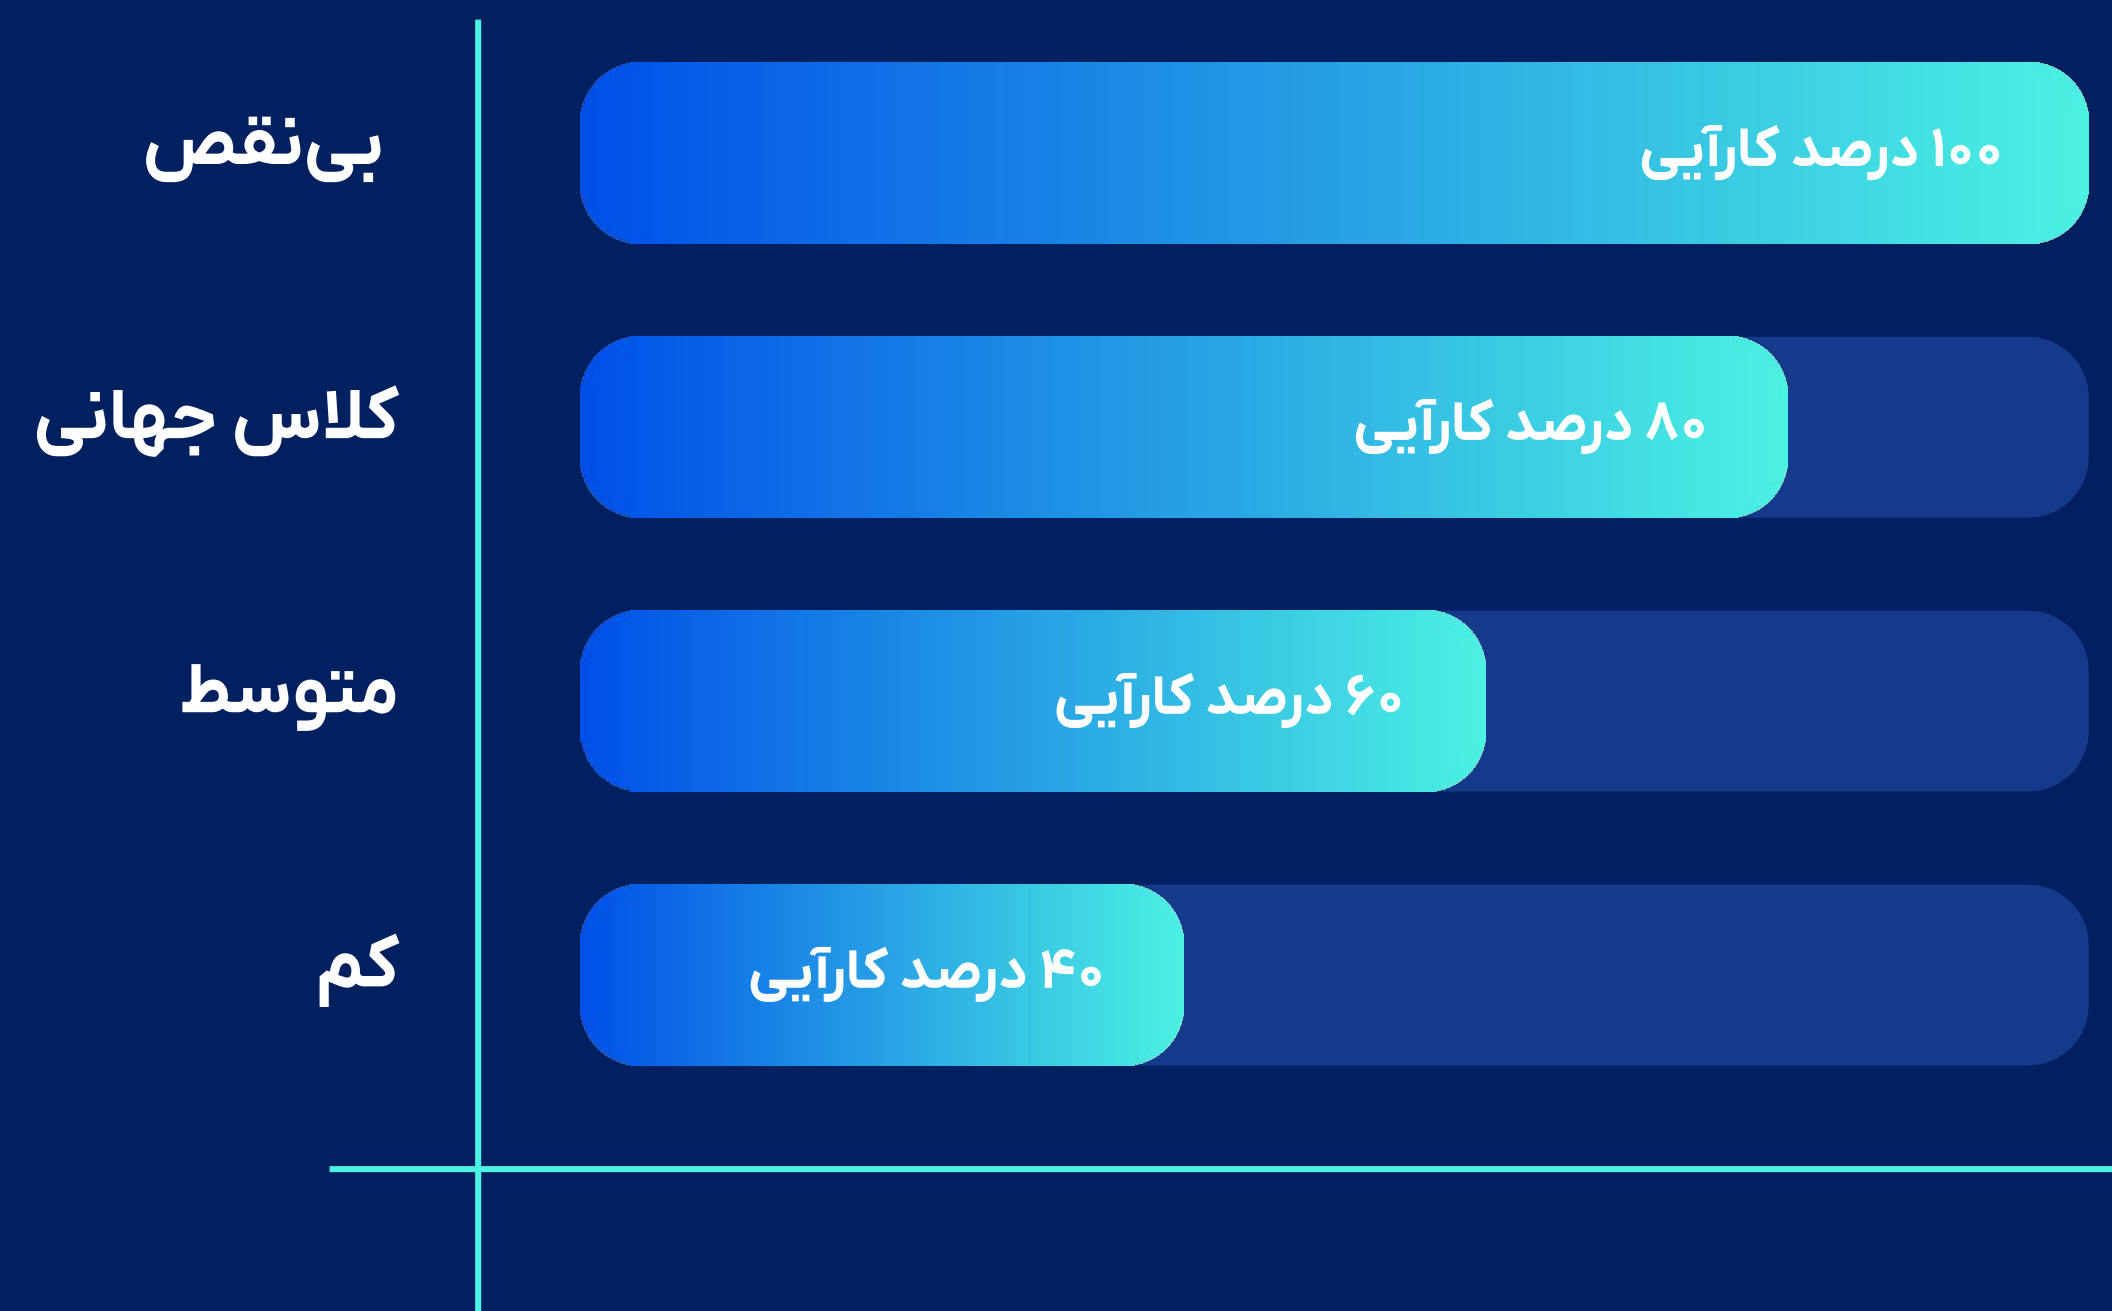 بی‌نقص
۱۰۰ درصد کارآیی
کلاس جهانی
۸۰ درصد کارآیی
متوسط
۶۰ درصد کارآیی
کم
۴۰ درصد کارآیی